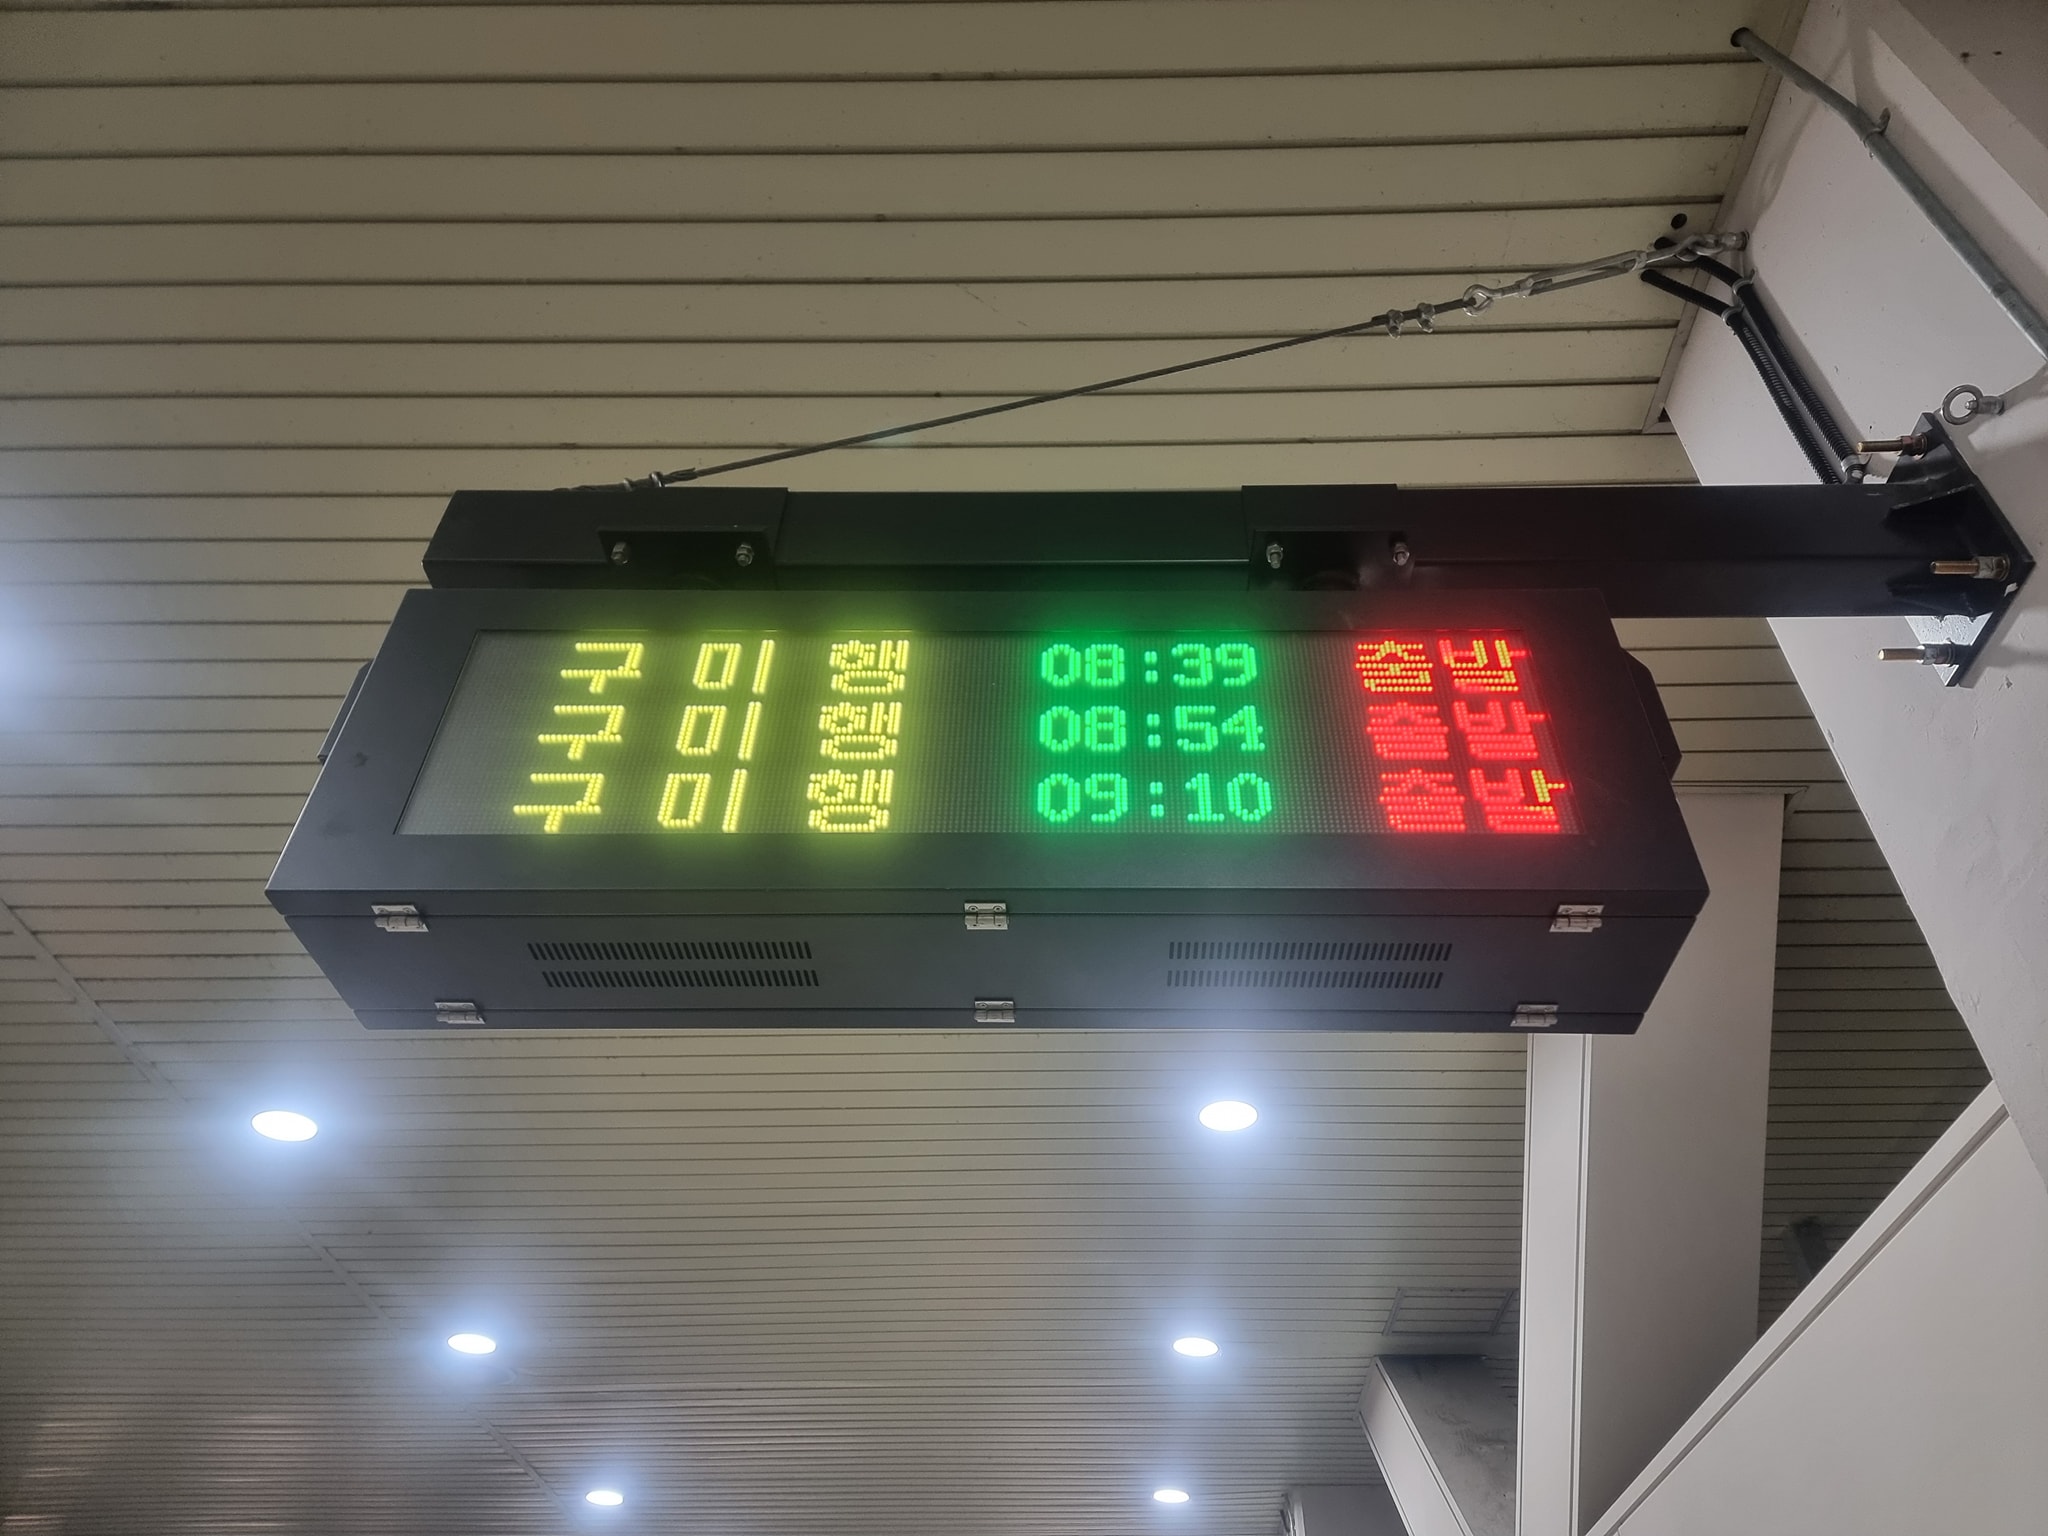 구 미 행 08:39 출발
구 미 행 08:54 출발
구 미 행 09:10 출발